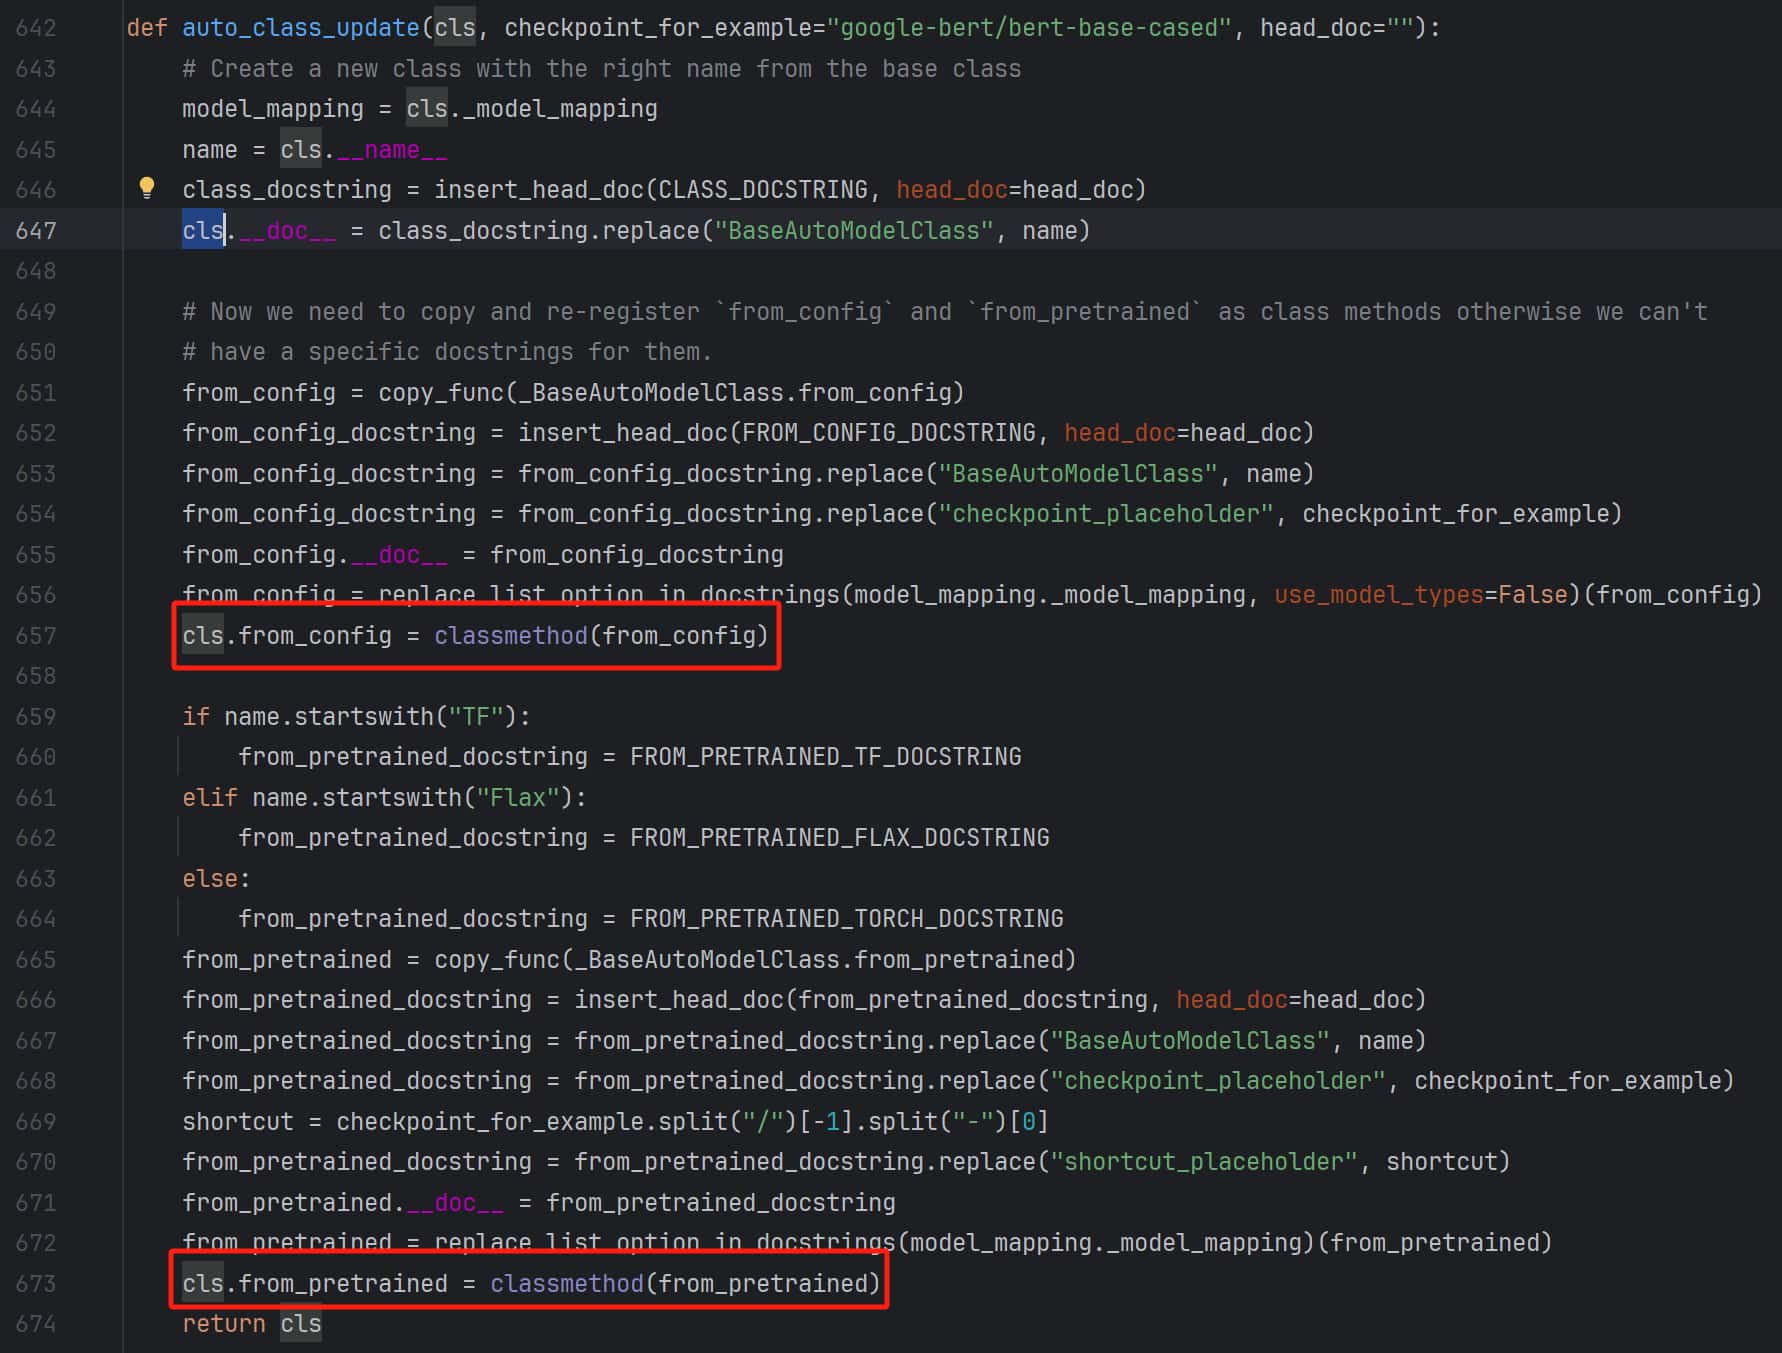 642 def auto_class_update(cls, checkpoint_for_example="google-bert/bert-base-cased", head_doc=""):
643 # Create a new class with the right name from the base class
644 model_mapping = cls._model_mapping
645 name = cls.__name__
646 class_docstring = insert_head_doc(CLASS_DOCSTRING, head_doc=head_doc)
647 cls.__doc__ = class_docstring.replace("BaseAutoModelClass", name)
648
649 # Now we need to copy and re-register `from_config` and `from_pretrained` as class methods otherwise we can't
650 # have a specific docstrings for them.
651 from_config = copy_func(_BaseAutoModelClass.from_config)
652 from_config_docstring = insert_head_doc(FROM_CONFIG_DOCSTRING, head_doc=head_doc)
653 from_config_docstring = from_config_docstring.replace("BaseAutoModelClass", name)
654 from_config_docstring = from_config_docstring.replace("checkpoint_placeholder", checkpoint_for_example)
655 from_config.__doc__ = from_config_docstring
656 from_config = replace_list_option_in_docstrings(model_mapping._model_mapping, use_model_types=False)(from_config)
657 cls.from_config = classmethod(from_config)
658
659 if name.startswith("TF"):
660 from_pretrained_docstring = FROM_PRETRAINED_TF_DOCSTRING
661 elif name.startswith("Flax"):
662 from_pretrained_docstring = FROM_PRETRAINED_FLAX_DOCSTRING
663 else:
664 from_pretrained_docstring = FROM_PRETRAINED_TORCH_DOCSTRING
665 from_pretrained = copy_func(_BaseAutoModelClass.from_pretrained)
666 from_pretrained_docstring = insert_head_doc(from_pretrained_docstring, head_doc=head_doc)
667 from_pretrained_docstring = from_pretrained_docstring.replace("BaseAutoModelClass", name)
668 from_pretrained_docstring = from_pretrained_docstring.replace("checkpoint_placeholder", checkpoint_for_example)
669 shortcut = checkpoint_for_example.split("/")[-1].split("-")[0]
670 from_pretrained_docstring = from_pretrained_docstring.replace("shortcut_placeholder", shortcut)
671 from_pretrained.__doc__ = from_pretrained_docstring
672 from_pretrained = replace_list_option_in_docstrings(model_mapping._model_mapping)(from_pretrained)
673 cls.from_pretrained = classmethod(from_pretrained)
674 return cls